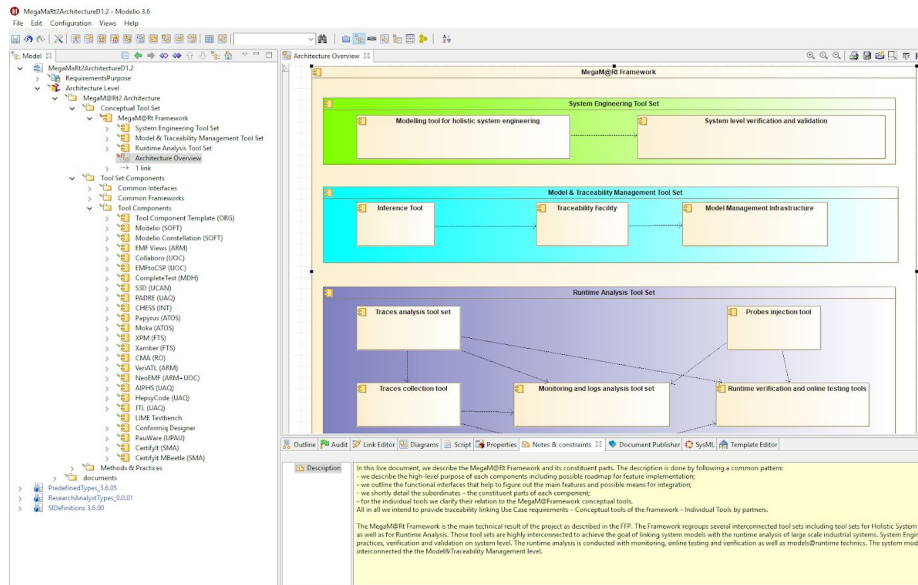 MegaMaRt2ArchitectureD1.2 - Modelio 3.6
File Edit Configuration Views Help
Model
MegaMaRt2ArchitectureD1.2
RequirementsPurpose
Architecture Level
MegaM@Rt2 Architecture
Conceptual Tool Set
MegaM@Rt Framework
System Engineering Tool Set
Model & Traceability Management Tool Set
Runtime Analysis Tool Set
Architecture Overview
1 link
Tool Set Components
Common Interfaces
Common Frameworks
Tool Components
Tool Component Template (ORG)
Modelio (SOFT)
Modelio Constellation (SOFT)
EMF Views (ARM)
Collaboro (UOC)
EMFtoCSP (UOC)
CompleteTest (MDH)
S3D (UCAN)
PADRE (UAQ)
CHESS (INT)
Papyrus (ATOS)
Moka (ATOS)
XPM (FTS)
Xamber (FTS)
CMA (RO)
VeriATL (ARM)
NeoEMF (ARM+UOC)
AIPHS (UAQ)
HepsyCode (UAQ)
JTL (UAQ)
LIME Testbench
Conformiq Designer
PauWare (UPAU)
CertifyIt (SMA)
CertifyIt MBeetle (SMA)
Methods & Practices
documents
PredefinedTypes_3.6.05
ResearchAnalystTypes_0.0.01
SIDefinitions 3.6.00
Architecture Overview
MegaM@Rt Framework
System Engineering Tool Set
Modelling tool for holistic system engineering
System level verification and validation
Model & Traceability Management Tool Set
Inference Tool
Traceability Facility
Model Management Infrastructure
Runtime Analysis Tool Set
Traces analysis tool set
Probes injection tool
Traces collection tool
Monitoring and logs analysis tool set
Runtime verification and online testing tools
Outline Audit Link Editor Diagrams Script Properties Notes & constraints Document Publisher SysML Template Editor
Description
In this live document, we describe the MegaM@Rt Framework and its constituent parts. The description is done by following a common pattern:
- we describe the high-level purpose of each components including possible roadmap for feature implementation;
- we outline the functional interfaces that help to figure out the main features and possible means for integration;
- we shortly detail the subordinates – the constituent parts of each component;
- for the individual tools we clarify their relation to the MegaM@Framework conceptual tools.
All in all we intend to provide traceability linking Use Case requirements – Conceptual tools of the framework – Individual Tools by partners.
The MegaM@Rt Framework is the main technical result of the project as described in the FFP. The Framework regroups several interconnected tool sets including tool sets for Holistic System
as well as for Runtime Analysis. Those tool sets are highly interconnected to achieve the goal of linking system models with the runtime analysis of large scale industrial systems. System Engin
practices, verification and validation on system level. The runtime analysis is conducted with monitoring, online testing and verification as well as models@runtime technics. The system mod
interconnected the the Model&Traceability Management level.